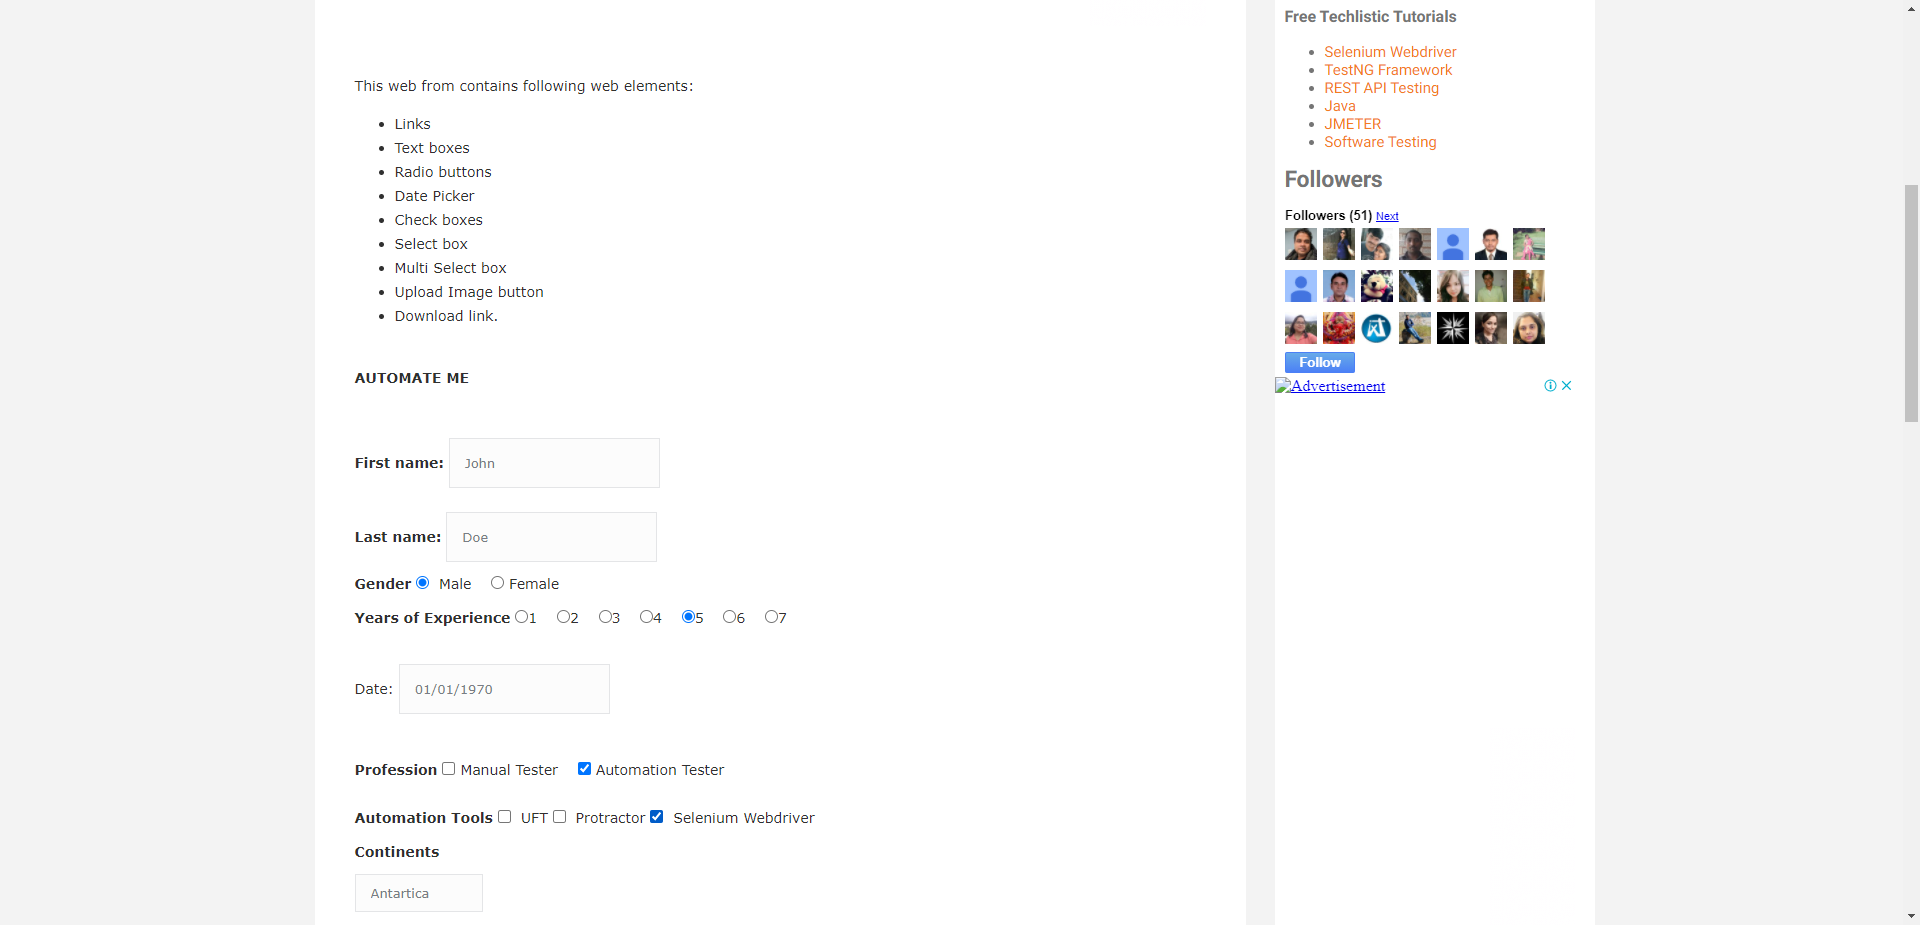 This web from contains following web elements:
Links
Text boxes
Radio buttons
Date Picker
Check boxes
Select box
Multi Select box
Upload Image button
Download link.
AUTOMATE ME
First name: John
Last name: Doe
Gender Male Female
Years of Experience 1 2 3 4 5 6 7
Date: 01/01/1970
Profession Manual Tester Automation Tester
Automation Tools UFT Protractor Selenium Webdriver
Continents
Antartica
Free Techlistic Tutorials
Selenium Webdriver
TestNG Framework
REST API Testing
Java
JMETER
Software Testing
Followers
Followers (51) Next
Follow
Advertisement